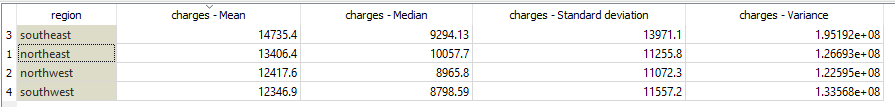 region charges - Mean charges - Median charges - Standard deviation charges - Variance
3 southeast 14735.4 9294.13 13971.1 1.95192e+08
1 northeast 13406.4 10057.7 11255.8 1.26693e+08
2 northwest 12417.6 8965.8 11072.3 1.22595e+08
4 southwest 12346.9 8798.59 11557.2 1.33568e+08